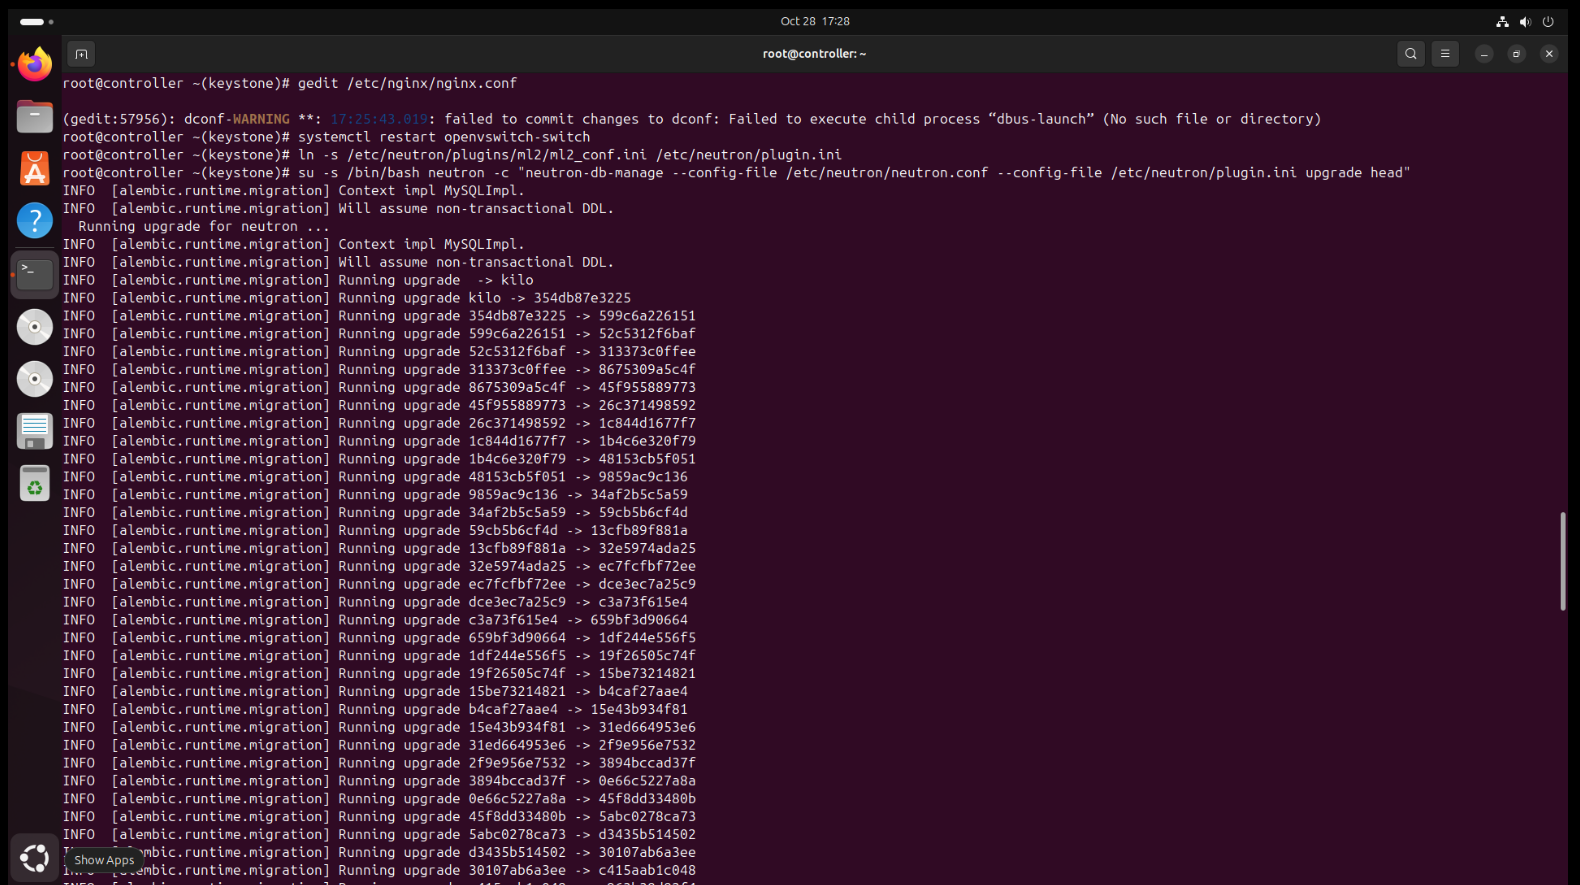 Oct 28 17:28
root@controller: ~
root@controller ~(keystone)# gedit /etc/nginx/nginx.conf
(gedit:57956): dconf-WARNING **: 17:25:43.019: failed to commit changes to dconf: Failed to execute child process “dbus-launch” (No such file or directory)
root@controller ~(keystone)# systemctl restart openvswitch-switch
root@controller ~(keystone)# ln -s /etc/neutron/plugins/ml2/ml2_conf.ini /etc/neutron/plugin.ini
root@controller ~(keystone)# su -s /bin/bash neutron -c "neutron-db-manage --config-file /etc/neutron/neutron.conf --config-file /etc/neutron/plugin.ini upgrade head"
INFO  [alembic.runtime.migration] Context impl MySQLImpl.
INFO  [alembic.runtime.migration] Will assume non-transactional DDL.
  Running upgrade for neutron ...
INFO  [alembic.runtime.migration] Context impl MySQLImpl.
INFO  [alembic.runtime.migration] Will assume non-transactional DDL.
INFO  [alembic.runtime.migration] Running upgrade  -> kilo
INFO  [alembic.runtime.migration] Running upgrade kilo -> 354db87e3225
INFO  [alembic.runtime.migration] Running upgrade 354db87e3225 -> 599c6a226151
INFO  [alembic.runtime.migration] Running upgrade 599c6a226151 -> 52c5312f6baf
INFO  [alembic.runtime.migration] Running upgrade 52c5312f6baf -> 313373c0ffee
INFO  [alembic.runtime.migration] Running upgrade 313373c0ffee -> 8675309a5c4f
INFO  [alembic.runtime.migration] Running upgrade 8675309a5c4f -> 45f955889773
INFO  [alembic.runtime.migration] Running upgrade 45f955889773 -> 26c371498592
INFO  [alembic.runtime.migration] Running upgrade 26c371498592 -> 1c844d1677f7
INFO  [alembic.runtime.migration] Running upgrade 1c844d1677f7 -> 1b4c6e320f79
INFO  [alembic.runtime.migration] Running upgrade 1b4c6e320f79 -> 48153cb5f051
INFO  [alembic.runtime.migration] Running upgrade 48153cb5f051 -> 9859ac9c136
INFO  [alembic.runtime.migration] Running upgrade 9859ac9c136 -> 34af2b5c5a59
INFO  [alembic.runtime.migration] Running upgrade 34af2b5c5a59 -> 59cb5b6cf4d
INFO  [alembic.runtime.migration] Running upgrade 59cb5b6cf4d -> 13cfb89f881a
INFO  [alembic.runtime.migration] Running upgrade 13cfb89f881a -> 32e5974ada25
INFO  [alembic.runtime.migration] Running upgrade 32e5974ada25 -> ec7fcfbf72ee
INFO  [alembic.runtime.migration] Running upgrade ec7fcfbf72ee -> dce3ec7a25c9
INFO  [alembic.runtime.migration] Running upgrade dce3ec7a25c9 -> c3a73f615e4
INFO  [alembic.runtime.migration] Running upgrade c3a73f615e4 -> 659bf3d90664
INFO  [alembic.runtime.migration] Running upgrade 659bf3d90664 -> 1df244e556f5
INFO  [alembic.runtime.migration] Running upgrade 1df244e556f5 -> 19f26505c74f
INFO  [alembic.runtime.migration] Running upgrade 19f26505c74f -> 15be73214821
INFO  [alembic.runtime.migration] Running upgrade 15be73214821 -> b4caf27aae4
INFO  [alembic.runtime.migration] Running upgrade b4caf27aae4 -> 15e43b934f81
INFO  [alembic.runtime.migration] Running upgrade 15e43b934f81 -> 31ed664953e6
INFO  [alembic.runtime.migration] Running upgrade 31ed664953e6 -> 2f9e956e7532
INFO  [alembic.runtime.migration] Running upgrade 2f9e956e7532 -> 3894bccad37f
INFO  [alembic.runtime.migration] Running upgrade 3894bccad37f -> 0e66c5227a8a
INFO  [alembic.runtime.migration] Running upgrade 0e66c5227a8a -> 45f8dd33480b
INFO  [alembic.runtime.migration] Running upgrade 45f8dd33480b -> 5abc0278ca73
INFO  [alembic.runtime.migration] Running upgrade 5abc0278ca73 -> d3435b514502
[alembic.runtime.migration] Running upgrade d3435b514502 -> 30107ab6a3ee
Show Apps
[alembic.runtime.migration] Running upgrade 30107ab6a3ee -> c415aab1c048